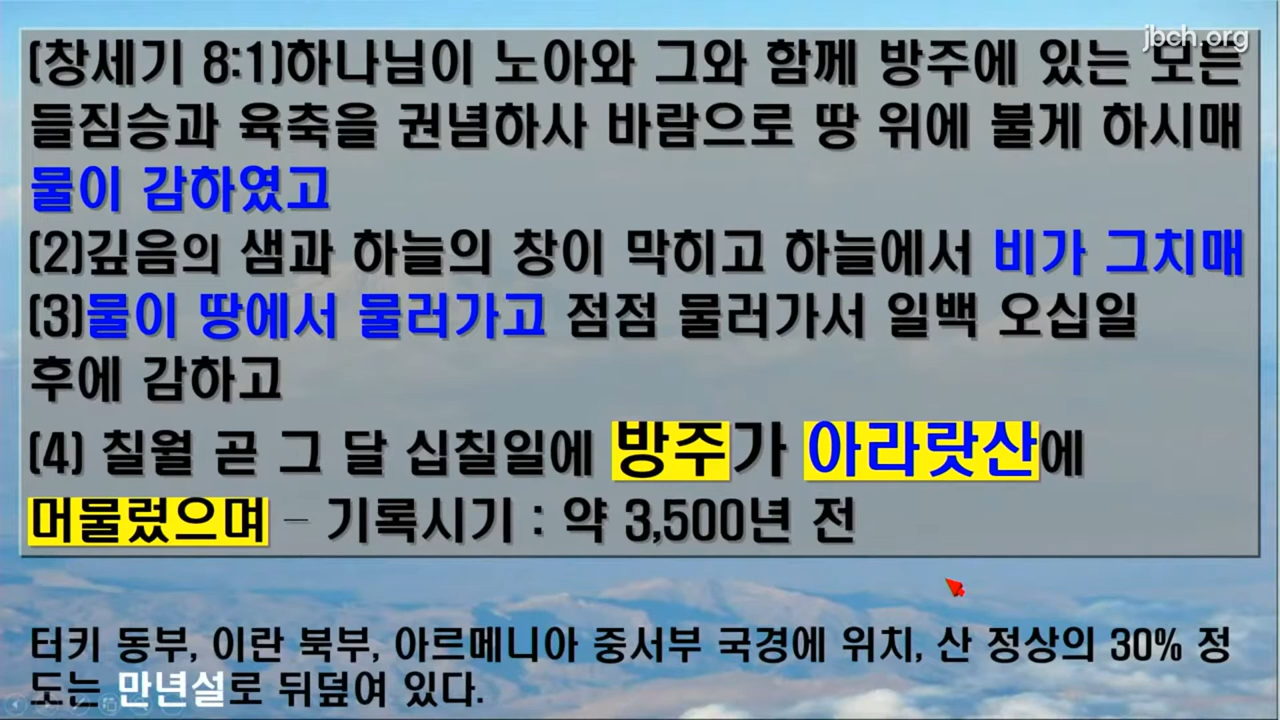 jbch.org
(창세기 8:1)하나님이 노아와 그와 함께 방주에 있는 모든
들짐승과 육축을 권념하사 바람으로 땅 위에 불게 하시매
물이 감하였고
(2)깊음의 샘과 하늘의 창이 막히고 하늘에서 비가 그치매
(3)물이 땅에서 물러가고 점점 물러가서 일백 오십일
후에 감하고
(4) 칠월 곧 그 달 십칠일에 방주가 아라랏산에
머물렀으며 – 기록시기 : 약 3,500년 전
터키 동부, 이란 북부, 아르메니아 중서부 국경에 위치, 산 정상의 30% 정
도는 만년설로 뒤덮여 있다.